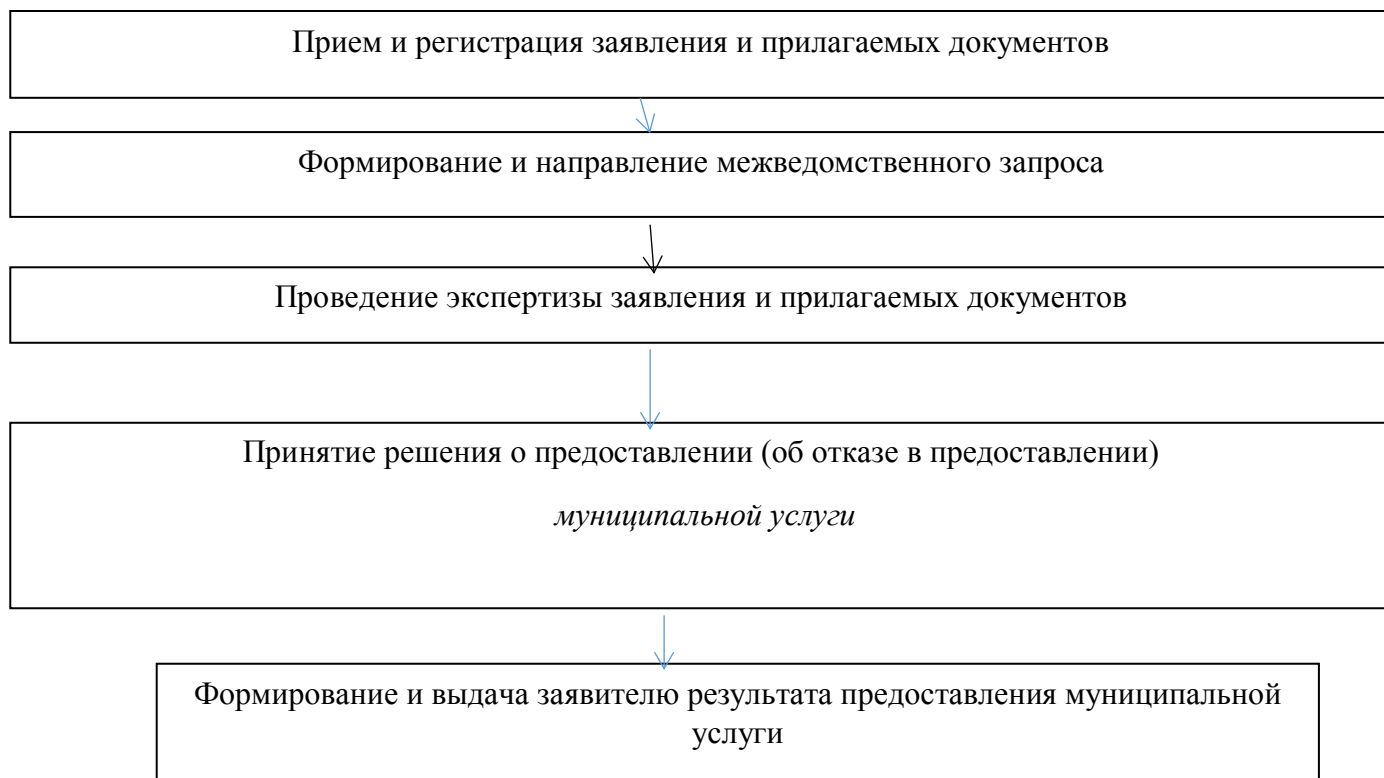 Прием и регистрация заявления и прилагаемых документов
Формирование и направление межведомственного запроса
Проведение экспертизы заявления и прилагаемых документов
Принятие решения о предоставлении (об отказе в предоставлении)
муниципальной услуги
Формирование и выдача заявителю результата предоставления муниципальной
услуги